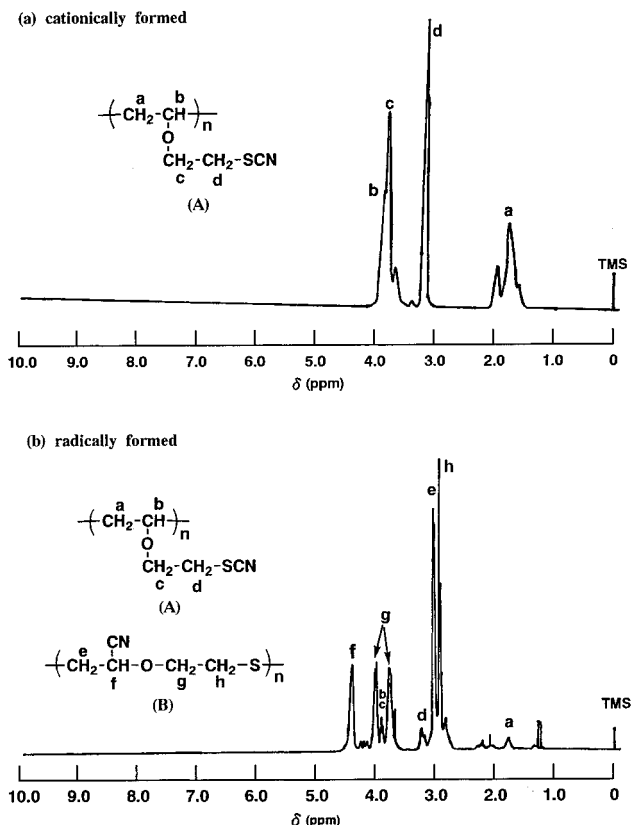 (a) cationically formed
d
c
b
a
TMS
a b
CH2-CH
n
O
CH2-CH2-SCN
c d
(A)
10.0 9.0 8.0 7.0 6.0 5.0 4.0 3.0 2.0 1.0 0
δ (ppm)
(b) radically formed
h
e
g
f
b
c
d
a
TMS
a b
CH2-CH
n
O
CH2-CH2-SCN
c d
(A)
e CN
CH2-CH-O-CH2-CH2-S
n
f g h
(B)
10.0 9.0 8.0 7.0 6.0 5.0 4.0 3.0 2.0 1.0 0
δ (ppm)